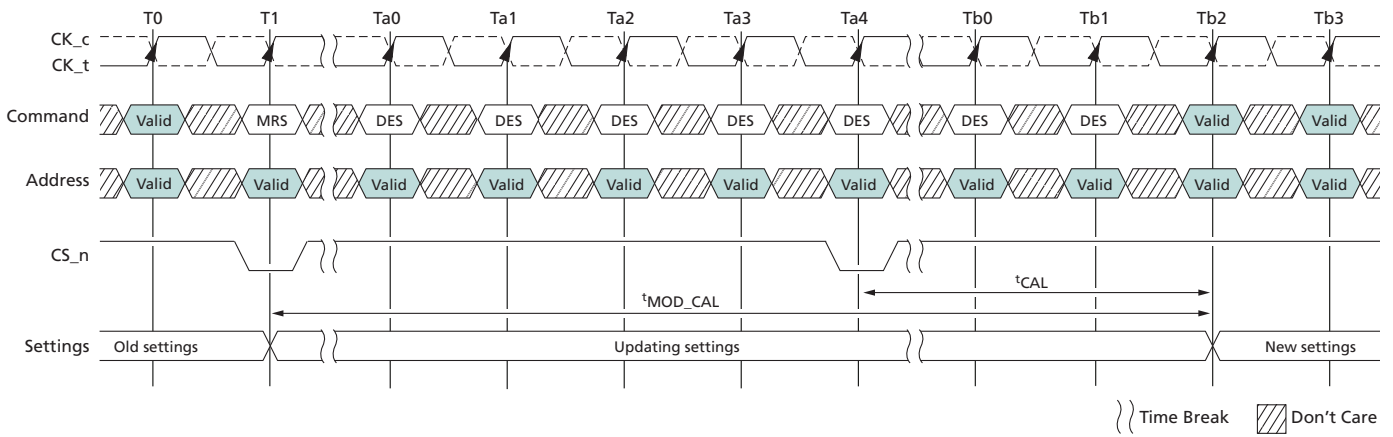 T0 T1 Ta0 Ta1 Ta2 Ta3 Ta4 Tb0 Tb1 Tb2 Tb3
CK_c
CK_t
Command Valid MRS DES DES DES DES DES DES DES Valid Valid
Address Valid Valid Valid Valid Valid Valid Valid Valid Valid Valid Valid
CS_n
tCAL
tMOD_CAL
Settings Old settings Updating settings New settings
Time Break Don't Care